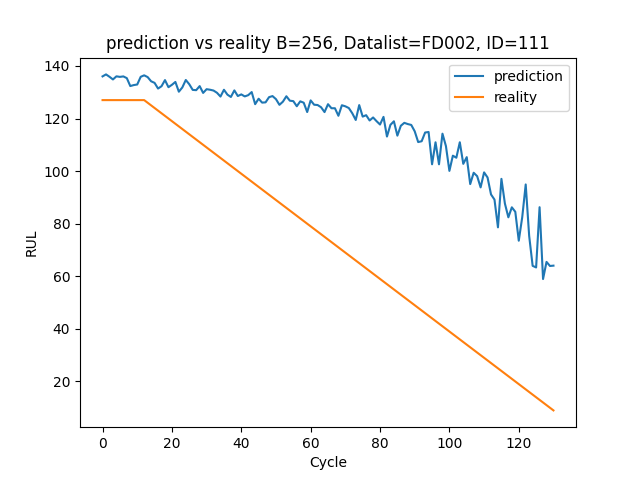 prediction vs reality B=256, Datalist=FD002, ID=111
prediction
reality
RUL
140
120
100
80
60
40
20
0 20 40 60 80 100 120
Cycle